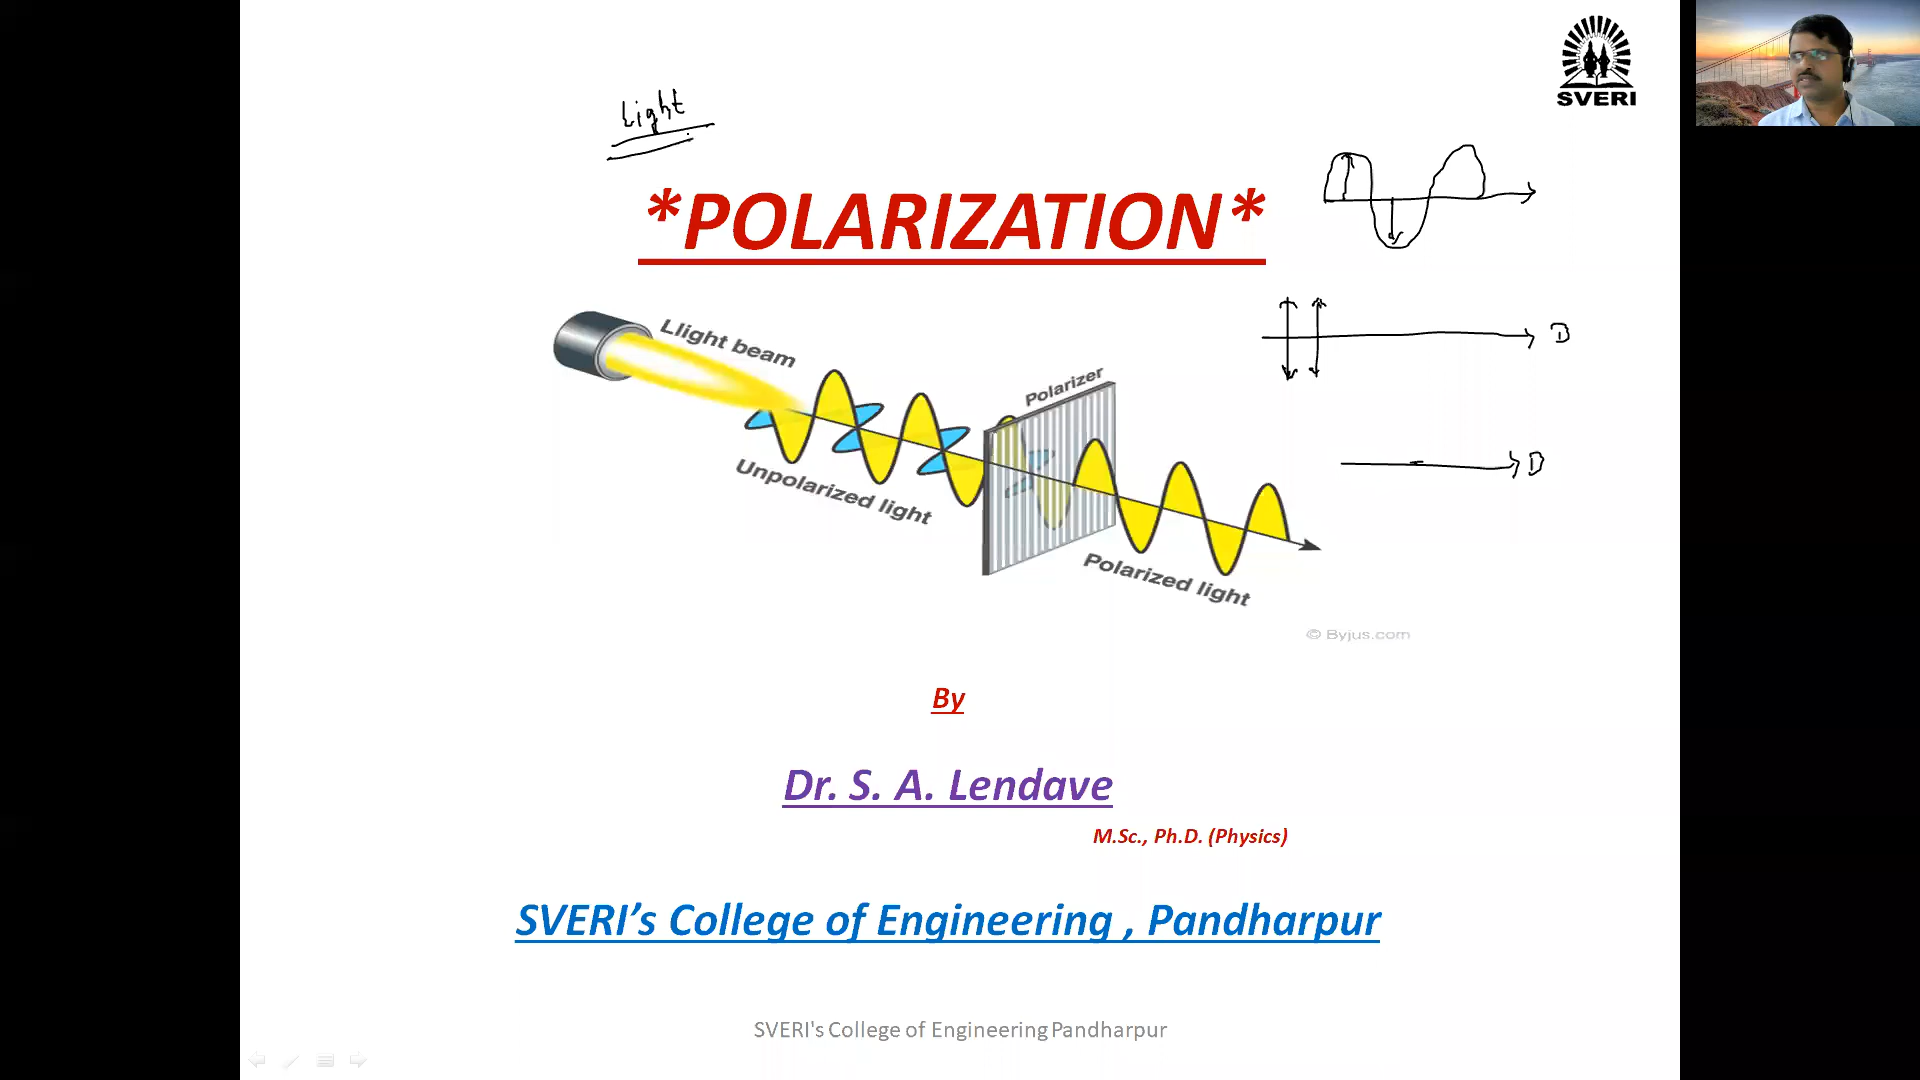 SVERI
Light
*POLARIZATION*
Llight beam
Polarizer
Unpolarized light
Polarized light
D
D
© Byjus.com
By
Dr. S. A. Lendave
M.Sc., Ph.D. (Physics)
SVERI’s College of Engineering , Pandharpur
SVERI's College of Engineering Pandharpur